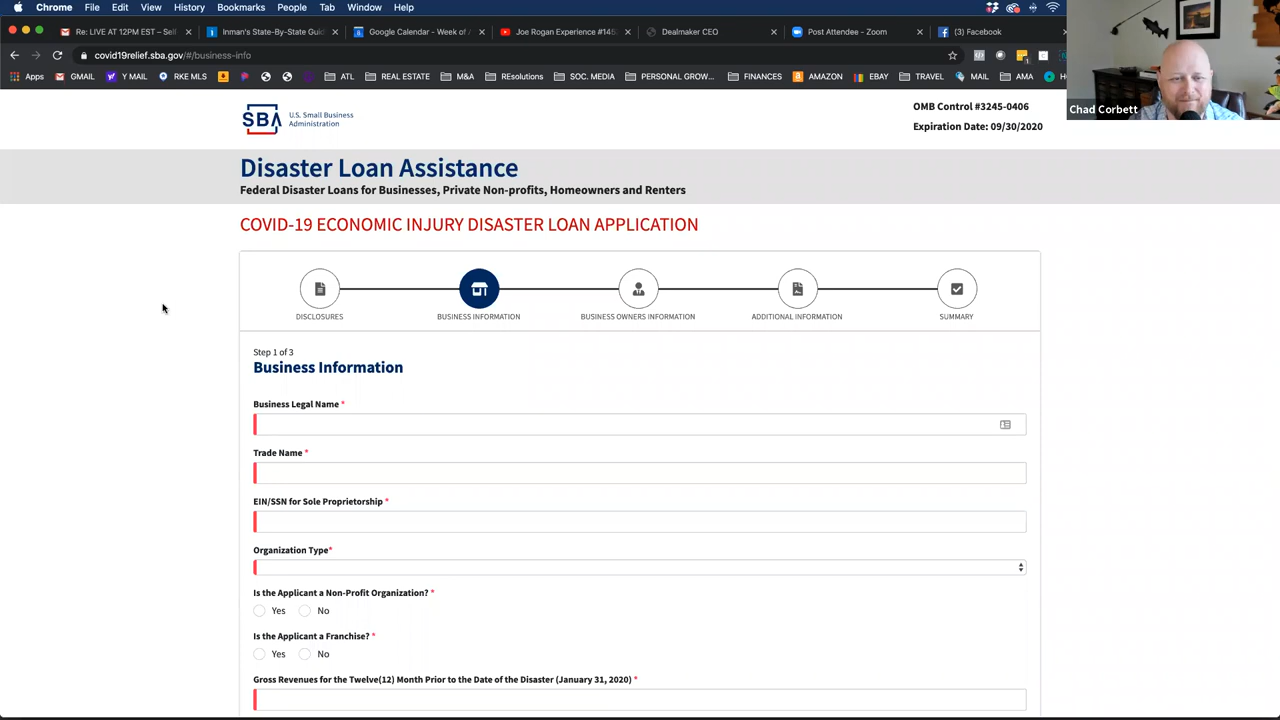 Chrome File Edit View History Bookmarks People Tab Window Help
Re: LIVE AT 12PM EST – Sel
Inman's State-By-State Guid
Google Calendar - Week of
Joe Rogan Experience #145
Dealmaker CEO
Post Attendee - Zoom
(3) Facebook
covid19relief.sba.gov/#/business-info
Apps
Y! MAIL
RKE MLS
ATL
REAL ESTATE
M&A
REsolutions
SOC. MEDIA
PERSONAL GROW...
FINANCES
AMAZON
EBAY
TRAVEL
MAIL
AMA
Chad Corbett
SBA
U.S. Small Business
Administration
OMB Control #3245-0406
Expiration Date: 09/30/2020
Disaster Loan Assistance
Federal Disaster Loans for Businesses, Private Non-profits, Homeowners and Renters
COVID-19 ECONOMIC INJURY DISASTER LOAN APPLICATION
DISCLOSURES
BUSINESS INFORMATION
BUSINESS OWNERS INFORMATION
ADDITIONAL INFORMATION
SUMMARY
Step 1 of 3
Business Information
Business Legal Name *
Trade Name *
EIN/SSN for Sole Proprietorship *
Organization Type*
Is the Applicant a Non-Profit Organization? *
Yes No
Is the Applicant a Franchise? *
Yes No
Gross Revenues for the Twelve(12) Month Prior to the Date of the Disaster (January 31, 2020) *